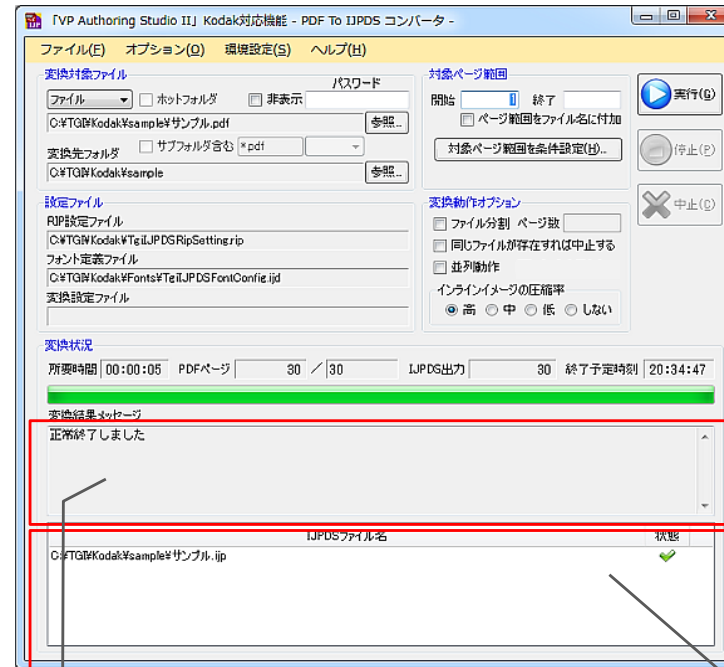 「VP Authoring Studio II」 Kodak対応機能 - PDF To IJPDS コンバータ -
ファイル(F) オプション(O) 環境設定(S) ヘルプ(H)
変換対象ファイル
パスワード
ファイル ホットフォルダ 非表示
C:¥TGI¥Kodak¥sample¥サンプル.pdf 参照...
変換先フォルダ サブフォルダ含む *pdf
C:¥TGI¥Kodak¥sample 参照...
対象ページ範囲
開始 1 終了
ページ範囲をファイル名に付加
対象ページ範囲を条件設定(H)...
実行(G)
停止(P)
中止(C)
設定ファイル
RIP設定ファイル
C:¥TGI¥Kodak¥TgiIJPDSRipSetting.rip
フォント定義ファイル
C:¥TGI¥Kodak¥Fonts¥TgiIJPDSFontConfig.ijd
変換設定ファイル
変換動作オプション
ファイル分割 ページ数
同じファイルが存在すれば中止する
並列動作
インラインイメージの圧縮率
高 中 低 しない
変換状況
所要時間 00:00:05 PDFページ 30 / 30 IJPDS出力 30 終了予定時刻 20:34:47
変換結果メッセージ
正常終了しました
IJPDSファイル名 状態
C:¥TGI¥Kodak¥sample¥サンプル.ijp